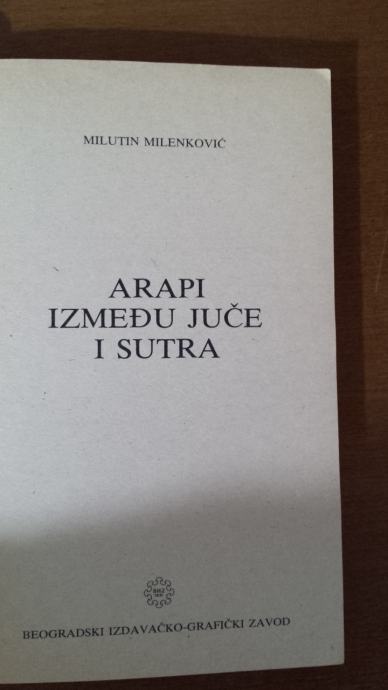 MILUTIN MILENKOVIĆ
ARAPI
IZMEĐU JUČE
I SUTRA
BEOGRADSKI IZDAVAČKO-GRAFIČKI ZAVOD